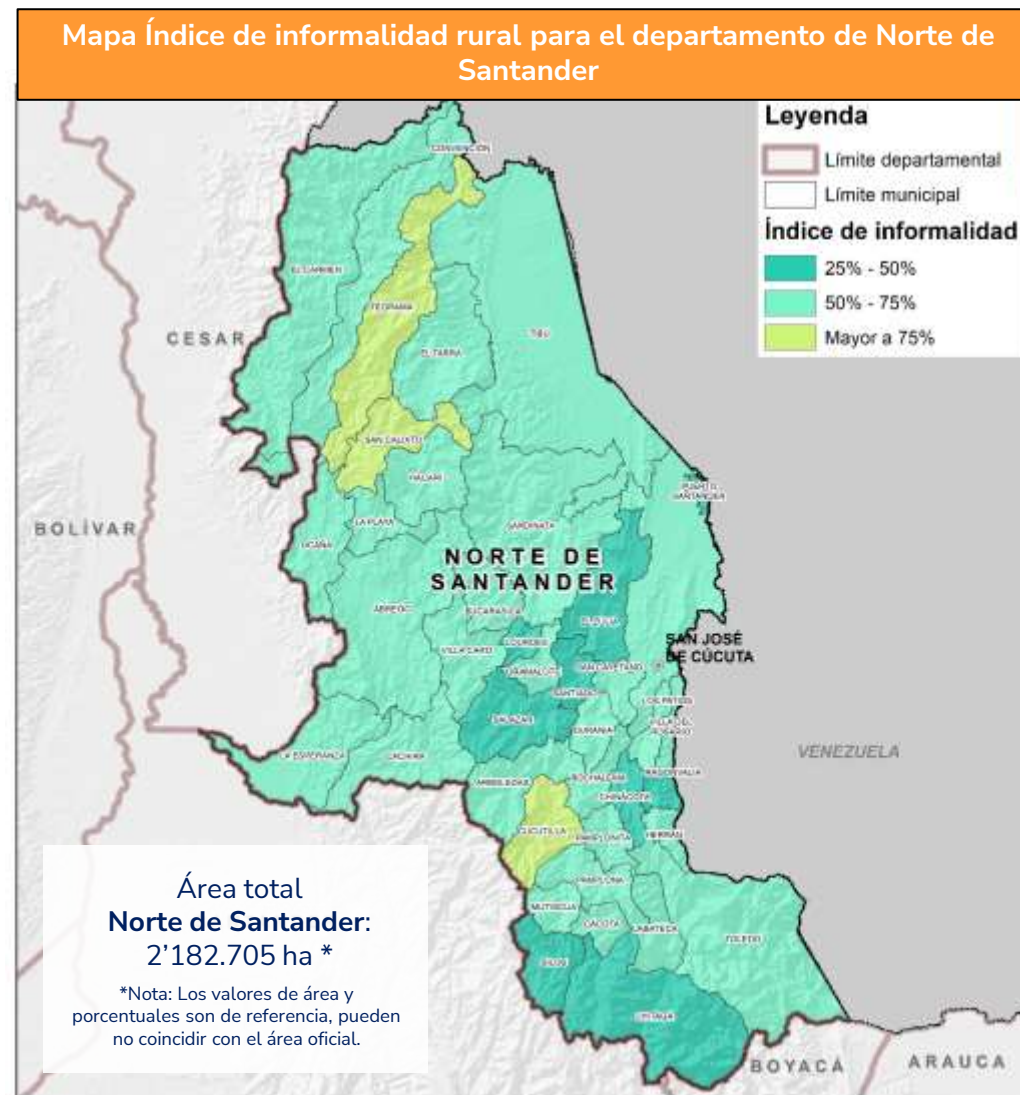 Mapa Índice de informalidad rural para el departamento de Norte de
Santander
Leyenda
Límite departamental
Límite municipal
Índice de informalidad
25% - 50%
50% - 75%
Mayor a 75%
CONVENCIÓN
EL CARMEN
TEORAMA
CESAR
EL TARRA
TIBÚ
SAN CALIXTO
HACARÍ
PUERTO
SANTANDER
BOLÍVAR
LA PLAYA
OCAÑA
SARDINATA
NORTE DE
SANTANDER
ABREGO
BUCARASICA
EL ZULIA
SAN JOSÉ
DE CÚCUTA
VILLA CARO
LOURDES
GRAMALOTE
SAN CAYETANO
SANTIAGO
LOS PATIOS
SALAZAR
VILLA DEL
ROSARIO
DURANIA
VENEZUELA
LA ESPERANZA
CÁCHIRA
ARBOLEDAS
BOCHALEMA
RAGONVALIA
CHINÁCOTA
CUCUTILLA
PAMPLONITA
HERRÁN
PAMPLONA
MUTISCUA
CÁCOTA
LABATECA
TOLEDO
SILOS
CHITAGÁ
BOYACÁ
ARAUCA
Área total
Norte de Santander:
2’182.705 ha *
*Nota: Los valores de área y
porcentuales son de referencia, pueden
no coincidir con el área oficial.